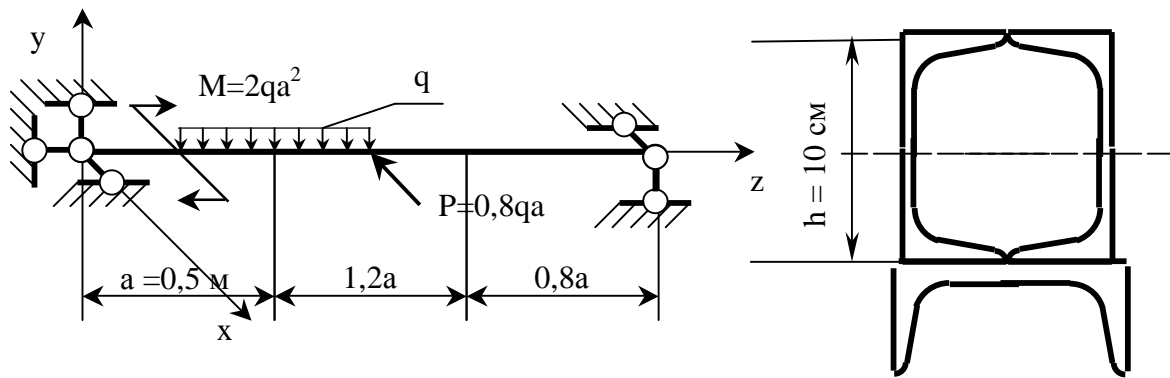 y
M=2qa²
q
z
P=0,8qa
a =0,5 м
1,2a
0,8a
x
h = 10 см